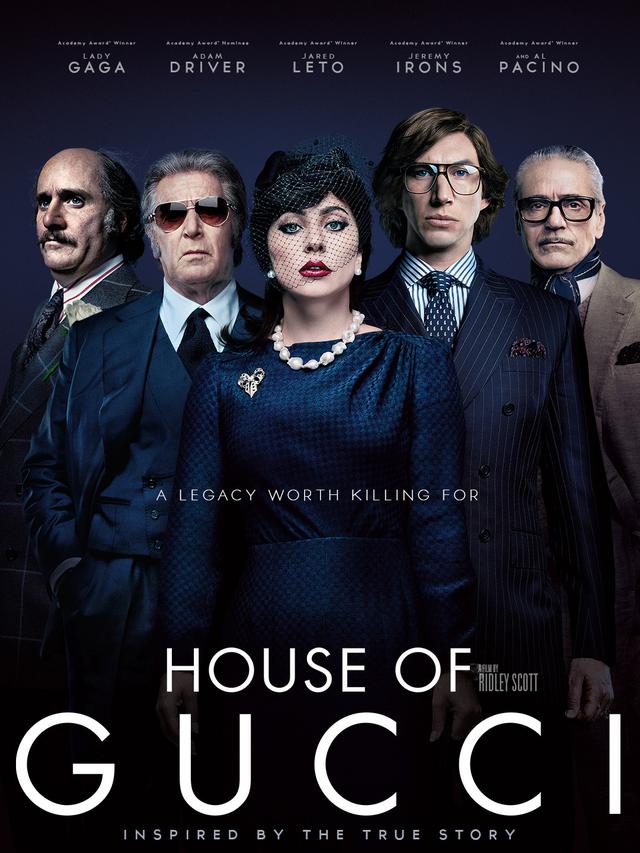 Academy Award® Winner Academy Award® Nominee Academy Award® Winner Academy Award® Winner Academy Award® Winner
LADY GAGA ADAM DRIVER JARED LETO JEREMY IRONS AND AL PACINO
A LEGACY WORTH KILLING FOR
HOUSE OF
A FILM BY
RIDLEY SCOTT
GUCCI
INSPIRED BY THE TRUE STORY